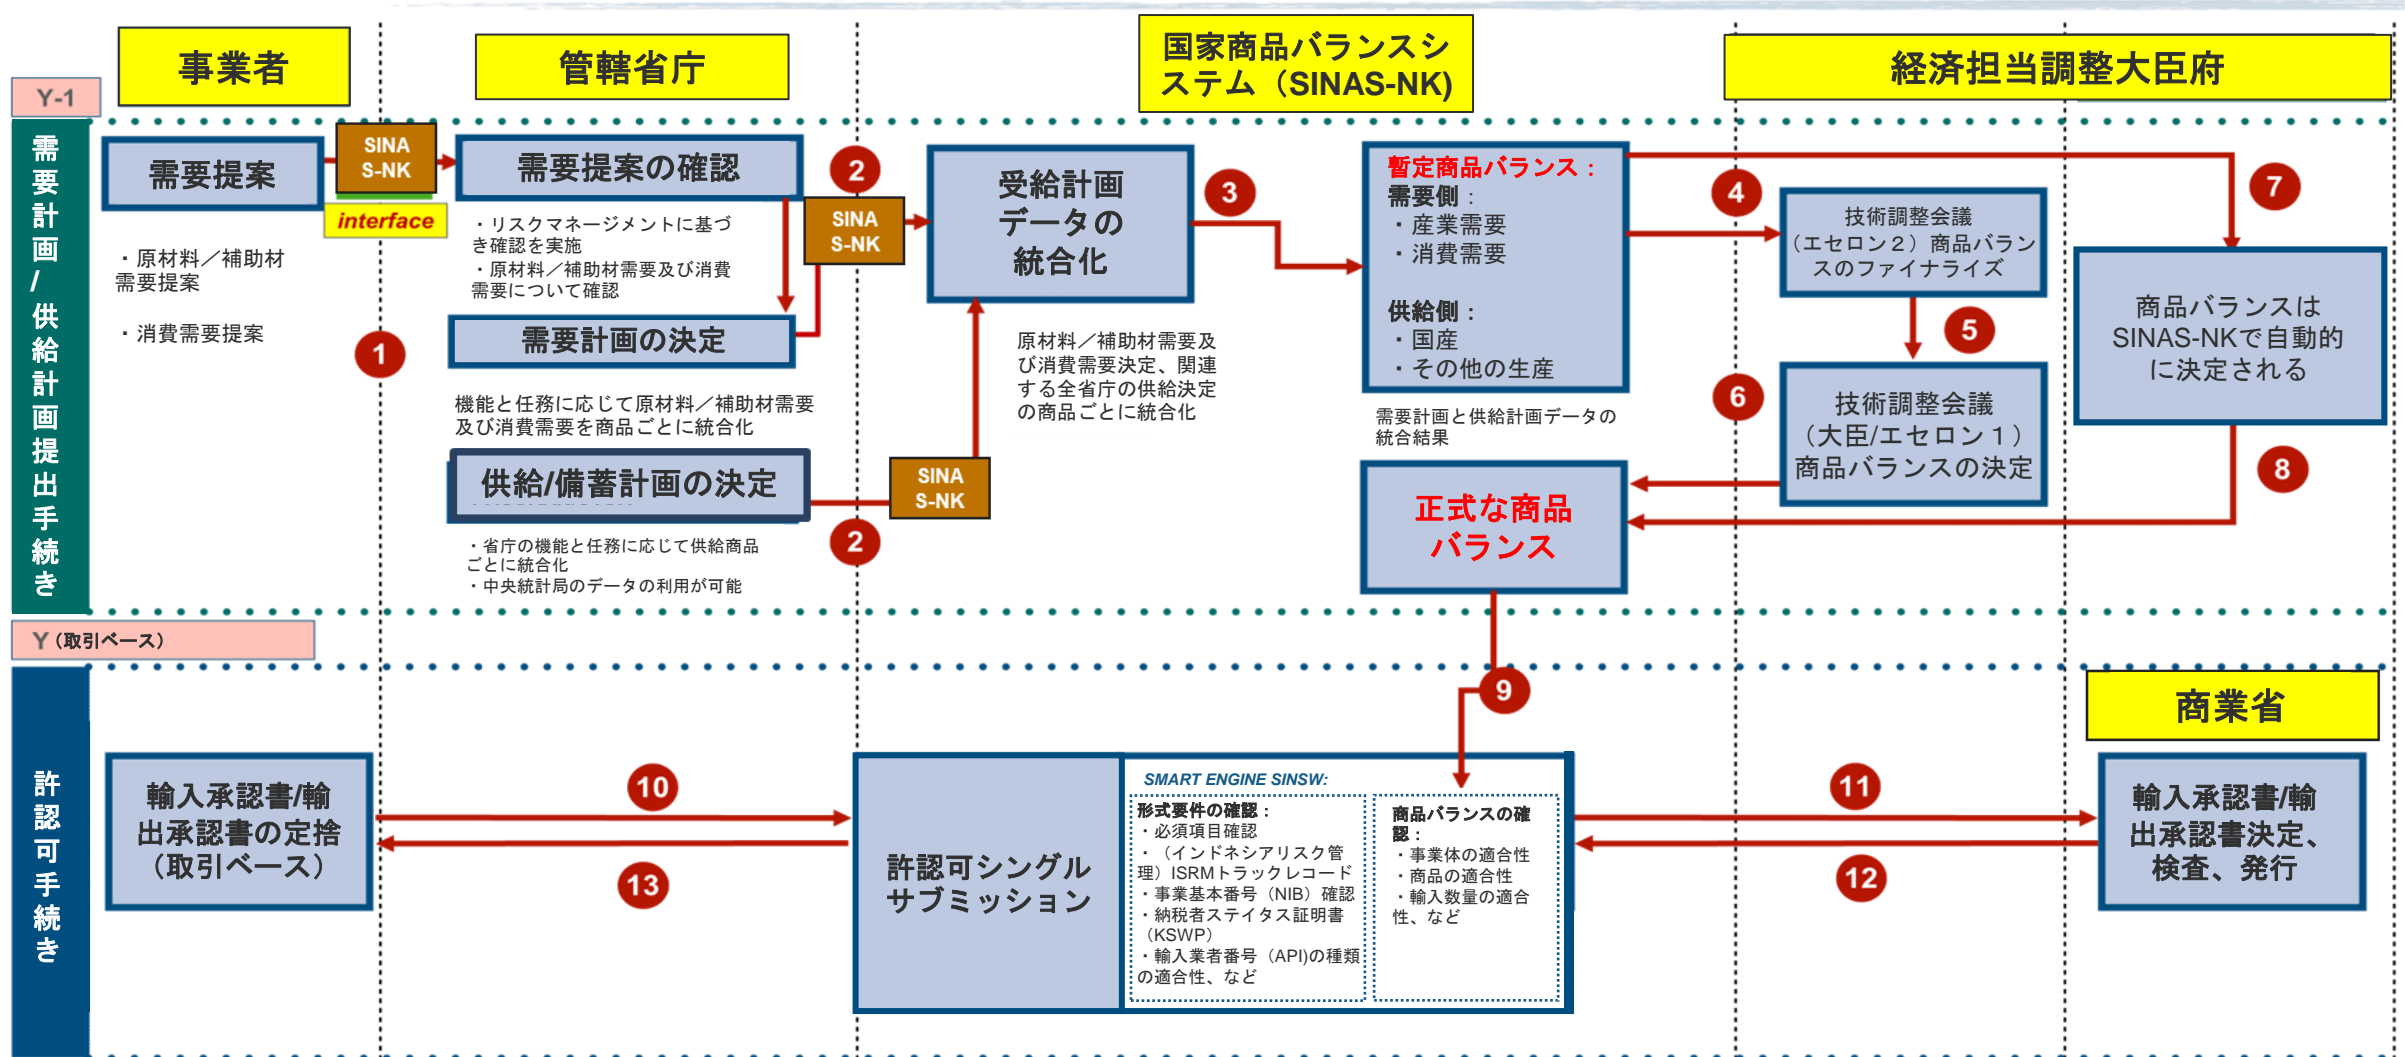 事業者
管轄省庁
国家商品バランスシ
ステム（SINAS-NK)
経済担当調整大臣府
Y-1
需要計画/供給計画提出手続き
需要提案
SINA
S-NK
interface
・原材料／補助材
需要提案
・消費需要提案
1
需要提案の確認
・リスクマネージメントに基づ
き確認を実施
・原材料／補助材需要及び消費
需要について確認
需要計画の決定
機能と任務に応じて原材料／補助材需要
及び消費需要を商品ごとに統合化
供給/備蓄計画の決定
・省庁の機能と任務に応じて供給商品
ごとに統合化
・中央統計局のデータの利用が可能
2
SINA
S-NK
SINA
S-NK
2
受給計画
データの
統合化
原材料／補助材需要及
び消費需要決定、関連
する全省庁の供給決定
の商品ごとに統合化
3
暫定商品バランス：
需要側：
・産業需要
・消費需要
供給側：
・国産
・その他の生産
需要計画と供給計画データの
統合結果
正式な商品
バランス
4
技術調整会議
（エセロン２）商品バラン
スのファイナライズ
5
6
技術調整会議
（大臣/エセロン１）
商品バランスの決定
7
商品バランスは
SINAS-NKで自動的
に決定される
8
Y（取引ベース）
9
商業省
許認可手続き
輸入承認書/輸
出承認書の定捨
（取引ベース）
10
13
許認可シングル
サブミッション
SMART ENGINE SINSW:
形式要件の確認：
・必須項目確認
・（インドネシアリスク管
理）ISRMトラックレコード
・事業基本番号（NIB）確認
・納税者ステイタス証明書
（KSWP）
・輸入業者番号（API)の種類
の適合性、など
商品バランスの確
認：
・事業体の適合性
・商品の適合性
・輸入数量の適合
性、など
11
12
輸入承認書/輸
出承認書決定、
検査、発行